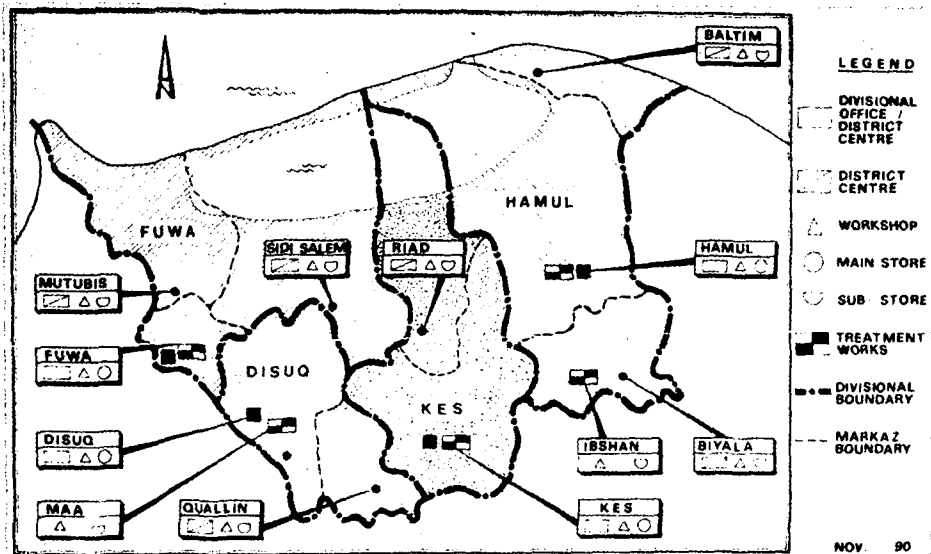 BALTIM
LEGEND
DIVISIONAL
OFFICE /
DISTRICT
CENTRE
DISTRICT
CENTRE
HAMUL
FUWA
WORKSHOP
SIDI SALEM
RIAD
HAMUL
MAIN STORE
MUTUBIS
SUB STORE
TREATMENT
WORKS
FUWA
DISUQ
DIVISIONAL
BOUNDARY
KES
DISUQ
IBSHAN
BIYALA
MARKAZ
BOUNDARY
MAA
QUALLIN
KES
NOV 90